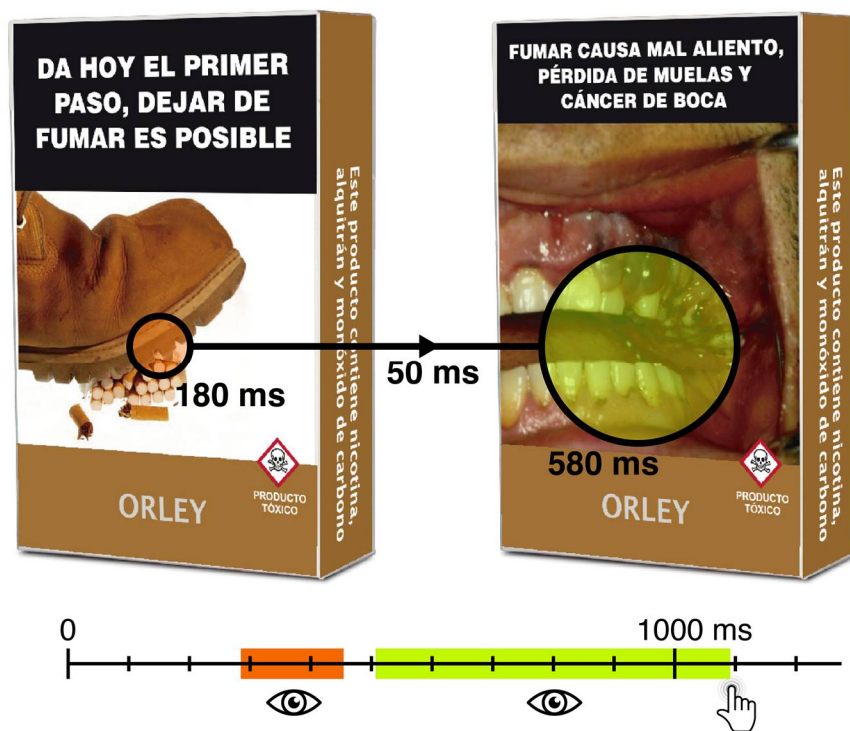 DA HOY EL PRIMER
PASO, DEJAR DE
FUMAR ES POSIBLE
Este producto contiene nicotina,
alquitrán y monóxido de carbono
180 ms
PRODUCTO
TÓXICO
ORLEY
50 ms
FUMAR CAUSA MAL ALIENTO,
PÉRDIDA DE MUELAS Y
CÁNCER DE BOCA
Este producto contiene nicotina,
alquitrán y monóxido de carbono
580 ms
PRODUCTO
TÓXICO
ORLEY
0
1000 ms